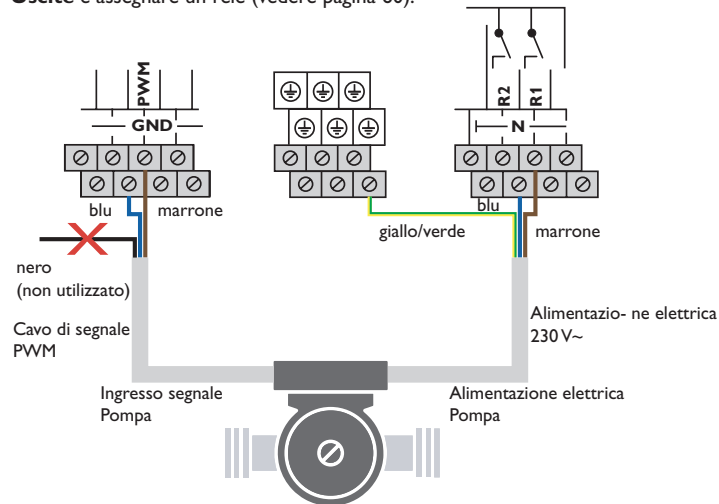 Uscite e assegnare un relè (vedere pagina 60).
PWM
GND
R2
R1
N
blu
marrone
giallo/verde
blu
marrone
nero
(non utilizzato)
Cavo di segnale
PWM
Alimentazio- ne elettrica
230 V~
Ingresso segnale
Pompa
Alimentazione elettrica
Pompa